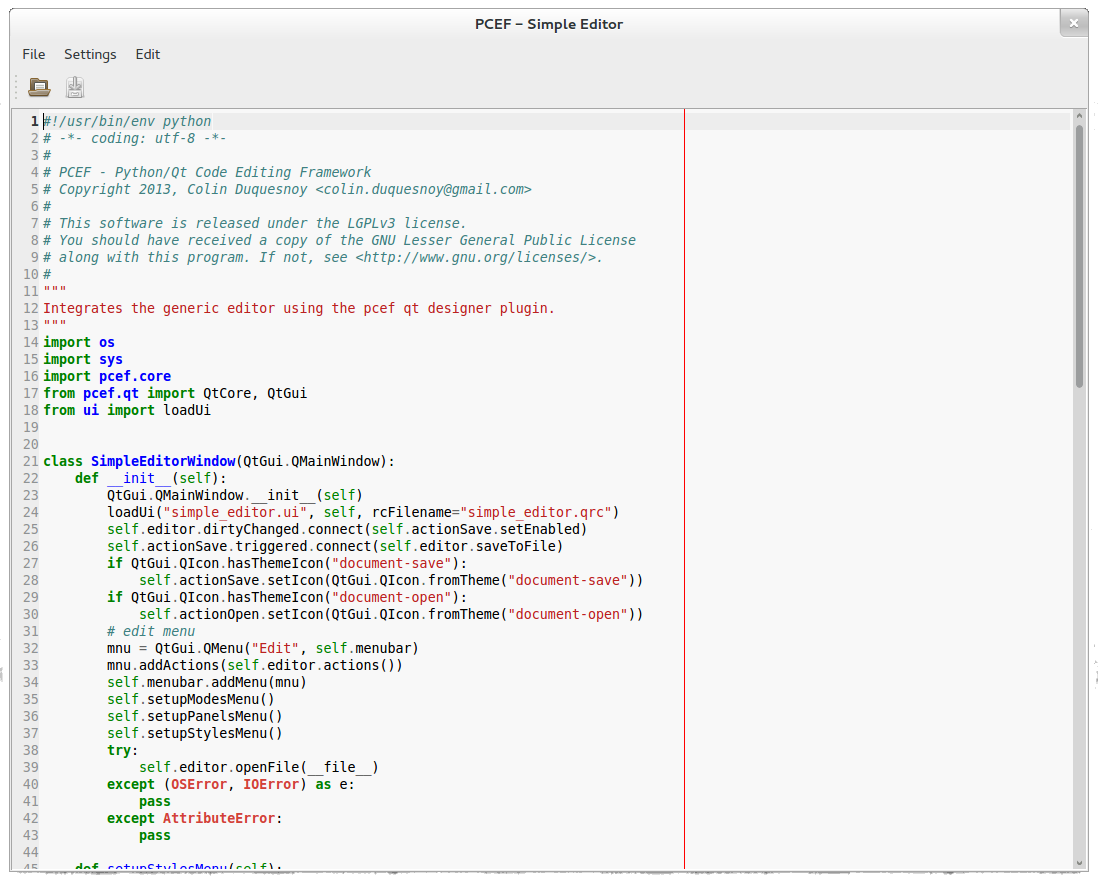 PCEF – Simple Editor
File Settings Edit
1 #!/usr/bin/env python
2 # -*- coding: utf-8 -*-
3 #
4 # PCEF - Python/Qt Code Editing Framework
5 # Copyright 2013, Colin Duquesnoy <colin.duquesnoy@gmail.com>
6 #
7 # This software is released under the LGPLv3 license.
8 # You should have received a copy of the GNU Lesser General Public License
9 # along with this program. If not, see <http://www.gnu.org/licenses/>.
10 #
11 """
12 Integrates the generic editor using the pcef qt designer plugin.
13 """
14 import os
15 import sys
16 import pcef.core
17 from pcef.qt import QtCore, QtGui
18 from ui import loadUi
19
20
21 class SimpleEditorWindow(QtGui.QMainWindow):
22     def __init__(self):
23         QtGui.QMainWindow.__init__(self)
24         loadUi("simple_editor.ui", self, rcFilename="simple_editor.qrc")
25         self.editor.dirtyChanged.connect(self.actionSave.setEnabled)
26         self.actionSave.triggered.connect(self.editor.saveToFile)
27         if QtGui.QIcon.hasThemeIcon("document-save"):
28             self.actionSave.setIcon(QtGui.QIcon.fromTheme("document-save"))
29         if QtGui.QIcon.hasThemeIcon("document-open"):
30             self.actionOpen.setIcon(QtGui.QIcon.fromTheme("document-open"))
31         # edit menu
32         mnu = QtGui.QMenu("Edit", self.menubar)
33         mnu.addActions(self.editor.actions())
34         self.menubar.addMenu(mnu)
35         self.setupModesMenu()
36         self.setupPanelsMenu()
37         self.setupStylesMenu()
38         try:
39             self.editor.openFile(__file__)
40         except (OSError, IOError) as e:
41             pass
42         except AttributeError:
43             pass
44
45     def setupStylesMenu(self):